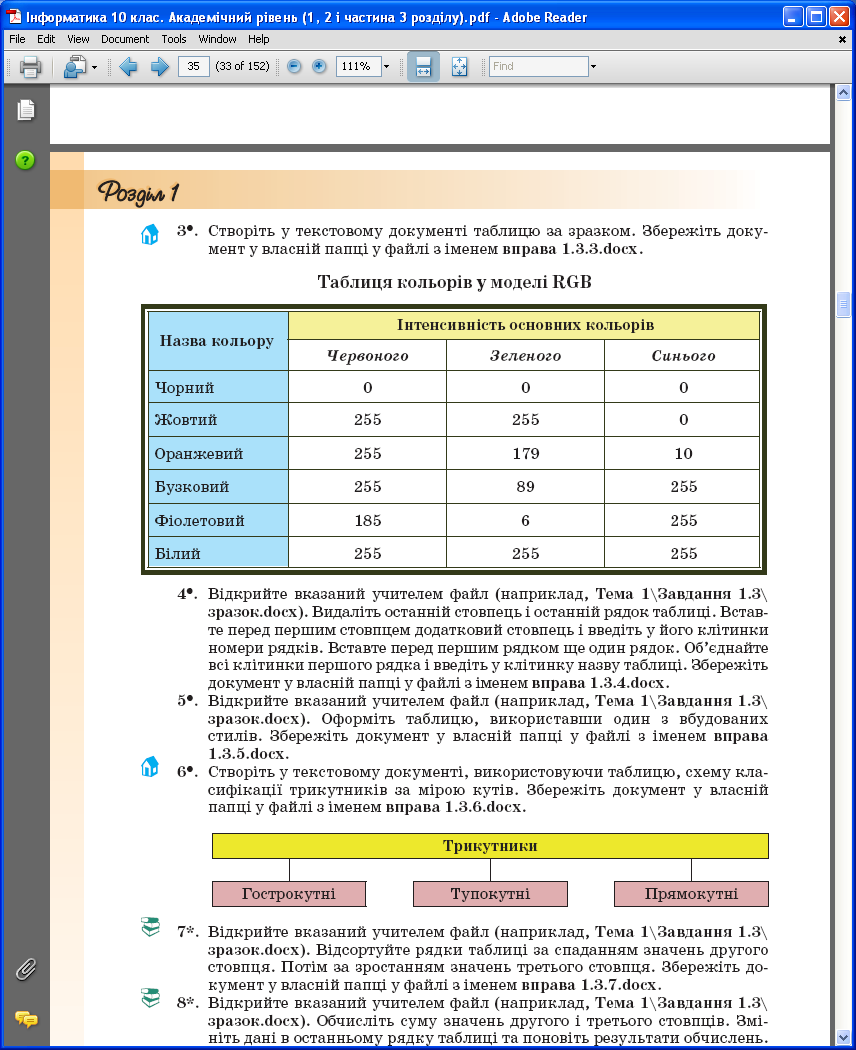 Інформатика 10 клас. Академічний рівень (1, 2 і частина 3 розділу).pdf - Adobe Reader
File Edit View Document Tools Window Help
35 (33 of 152) 111% Find
Розділ 1
3•. Створіть у текстовому документі таблицю за зразком. Збережіть доку-
мент у власній папці у файлі з іменем вправа 1.3.3.docx.
Таблиця кольорів у моделі RGB
Назва кольору Інтенсивність основних кольорів
Червоного Зеленого Синього
Чорний 0 0 0
Жовтий 255 255 0
Оранжевий 255 179 10
Бузковий 255 89 255
Фіолетовий 185 6 255
Білий 255 255 255
4•. Відкрийте вказаний учителем файл (наприклад, Тема 1\Завдання 1.3\
зразок.docx). Видаліть останній стовпець і останній рядок таблиці. Встав-
те перед першим стовпцем додатковий стовпець і введіть у його клітинки
номери рядків. Вставте перед першим рядком ще один рядок. Об’єднайте
всі клітинки першого рядка і введіть у клітинку назву таблиці. Збережіть
документ у власній папці у файлі з іменем вправа 1.3.4.docx.
5•. Відкрийте вказаний учителем файл (наприклад, Тема 1\Завдання 1.3\
зразок.docx). Оформіть таблицю, використавши один з вбудованих
стилів. Збережіть документ у власній папці у файлі з іменем вправа
1.3.5.docx.
6•. Створіть у текстовому документі, використовуючи таблицю, схему кла-
сифікації трикутників за мірою кутів. Збережіть документ у власній
папці у файлі з іменем вправа 1.3.6.docx.
Трикутники
Гострокутні Тупокутні Прямокутні
7*. Відкрийте вказаний учителем файл (наприклад, Тема 1\Завдання 1.3\
зразок.docx). Відсортуйте рядки таблиці за спаданням значень другого
стовпця. Потім за зростанням значень третього стовпця. Збережіть до-
кумент у власній папці у файлі з іменем вправа 1.3.7.docx.
8*. Відкрийте вказаний учителем файл (наприклад, Тема 1\Завдання 1.3\
зразок.docx). Обчисліть суму значень другого і третього стовпців. Змі-
ніть дані в останньому рядку таблиці та поновіть результати обчислень.